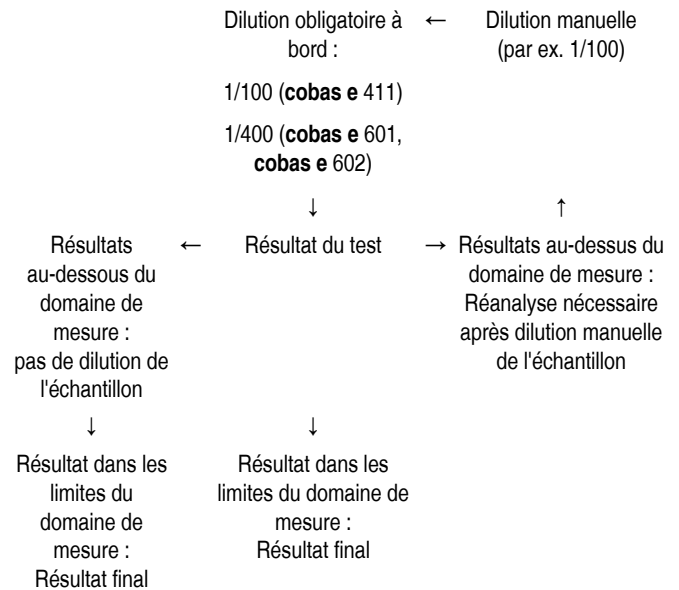 Dilution obligatoire à
bord :
1/100 (cobas e 411)
1/400 (cobas e 601,
cobas e 602)
←
Dilution manuelle
(par ex. 1/100)
↓
↑
Résultats
au-dessous du
domaine de
mesure :
pas de dilution de
l'échantillon
←
Résultat du test
→
Résultats au-dessus du
domaine de mesure :
Réanalyse nécessaire
après dilution manuelle
de l'échantillon
↓
↓
Résultat dans les
limites du
domaine de
mesure :
Résultat final
Résultat dans les
limites du domaine de
mesure :
Résultat final